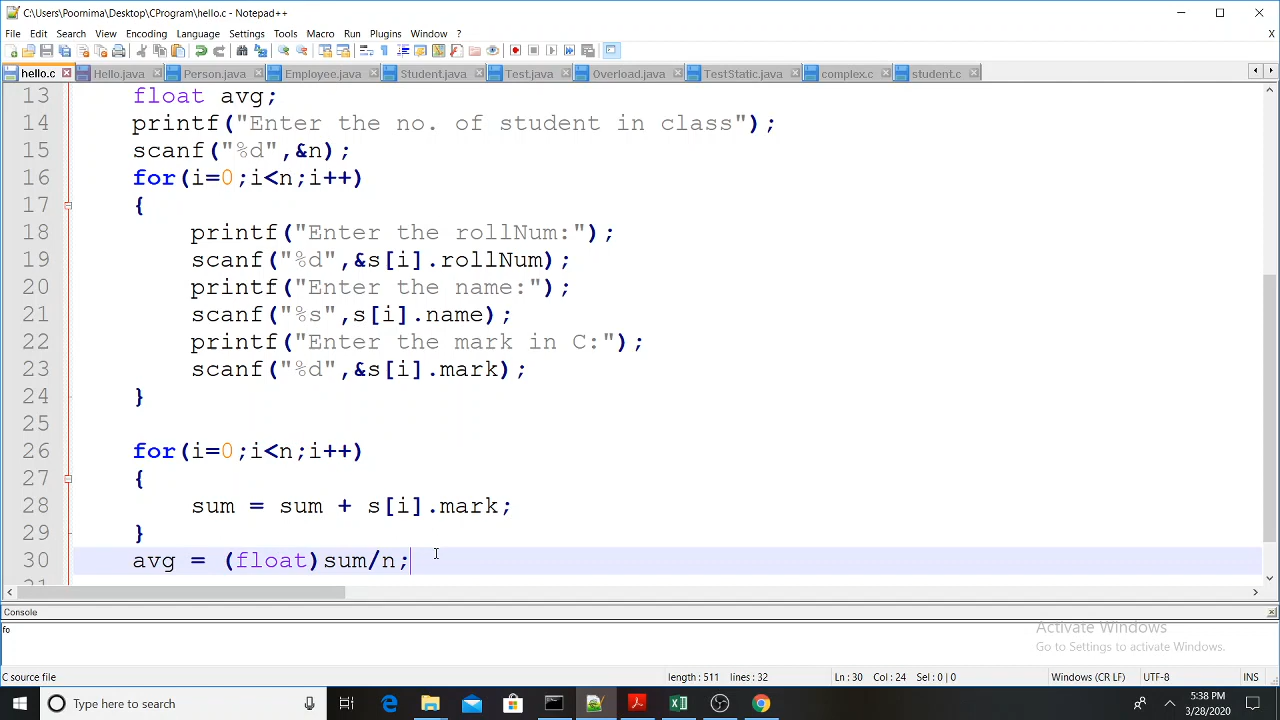 C:\Users\Poornima\Desktop\CProgram\hello.c - Notepad++
File Edit Search View Encoding Language Settings Tools Macro Run Plugins Window ? X
hello.c Hello.java Person.java Employee.java Student.java Test.java Overload.java TestStatic.java complex.c student.c
13 float avg;
14 printf("Enter the no. of student in class");
15 scanf("%d",&n);
16 for(i=0;i<n;i++)
17 {
18 printf("Enter the rollNum:");
19 scanf("%d",&s[i].rollNum);
20 printf("Enter the name:");
21 scanf("%s",s[i].name);
22 printf("Enter the mark in C:");
23 scanf("%d",&s[i].mark);
24 }
25
26 for(i=0;i<n;i++)
27 {
28 sum = sum + s[i].mark;
29 }
30 avg = (float)sum/n;
31
Console
fo
Activate Windows
Go to Settings to activate Windows.
C source file length : 511 lines : 32 Ln : 30 Col : 24 Sel : 0 | 0 Windows (CR LF) UTF-8 INS
Type here to search
5:38 PM
3/28/2020